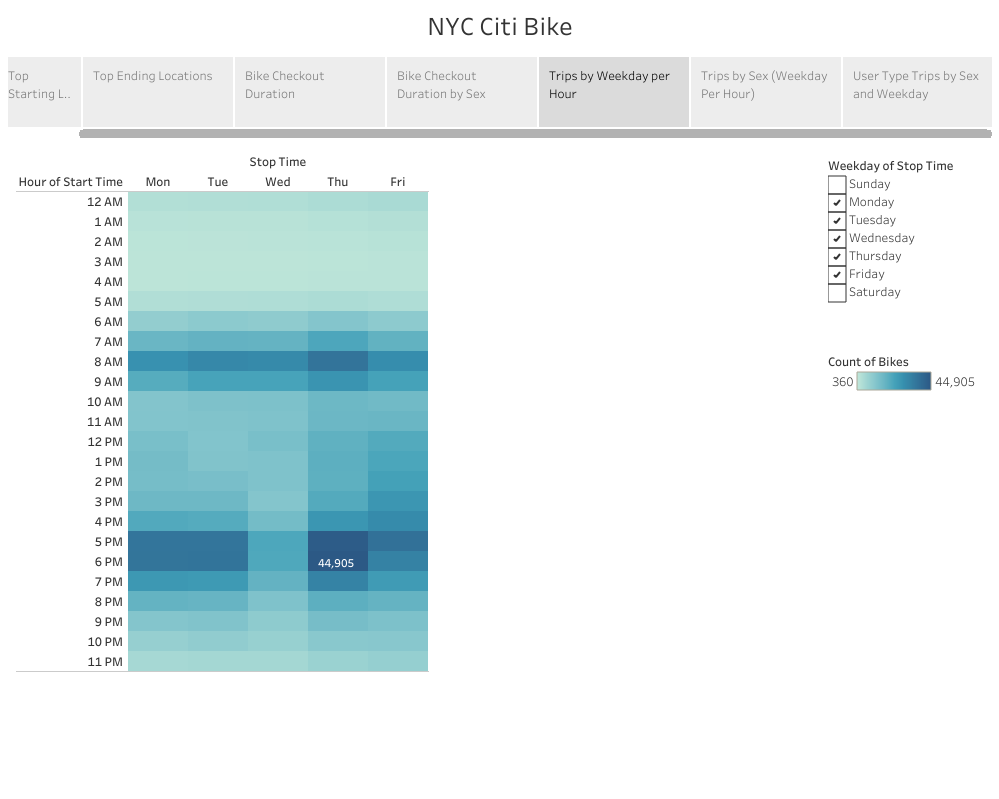 NYC Citi Bike
Top
Starting L..
Top Ending Locations
Bike Checkout
Duration
Bike Checkout
Duration by Sex
Trips by Weekday per
Hour
Trips by Sex (Weekday
Per Hour)
User Type Trips by Sex
and Weekday
Stop Time
Hour of Start Time Mon Tue Wed Thu Fri
12 AM
1 AM
2 AM
3 AM
4 AM
5 AM
6 AM
7 AM
8 AM
9 AM
10 AM
11 AM
12 PM
1 PM
2 PM
3 PM
4 PM
5 PM
6 PM 44,905
7 PM
8 PM
9 PM
10 PM
11 PM
Weekday of Stop Time
Sunday
Monday
Tuesday
Wednesday
Thursday
Friday
Saturday
Count of Bikes
360 44,905